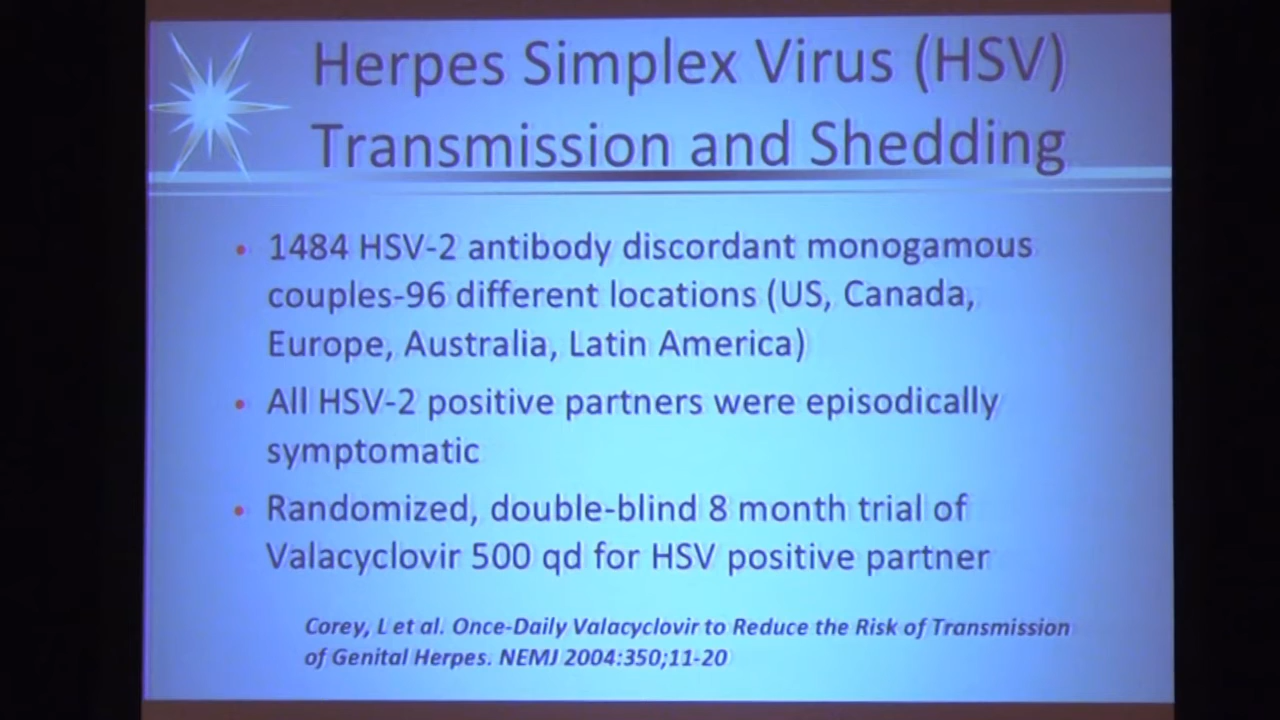 Herpes Simplex Virus (HSV)
Transmission and Shedding
• 1484 HSV-2 antibody discordant monogamous
couples-96 different locations (US, Canada,
Europe, Australia, Latin America)
• All HSV-2 positive partners were episodically
symptomatic
• Randomized, double-blind 8 month trial of
Valacyclovir 500 qd for HSV positive partner
Corey, L et al. Once-Daily Valacyclovir to Reduce the Risk of Transmission
of Genital Herpes. NEMJ 2004:350;11-20